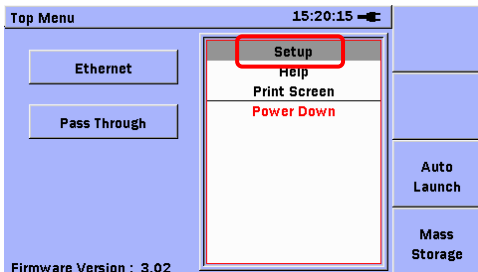 Top Menu 15:20:15
Setup
Help
Print Screen
Power Down
Ethernet
Pass Through
Auto
Launch
Mass
Storage
Firmware Version : 3.02